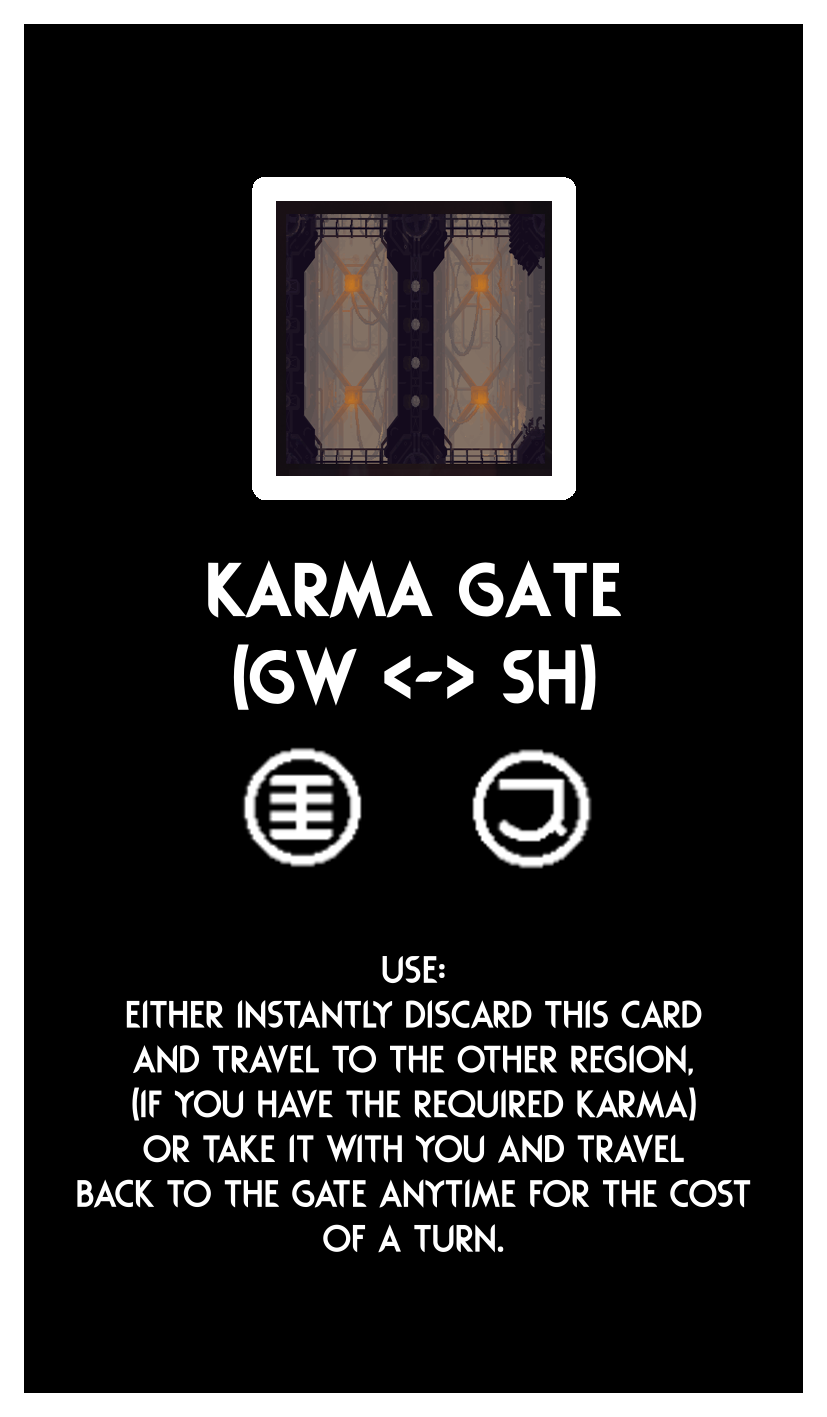 KARMA GATE
(GW <-> SH)
USE:
EITHER INSTANTLY DISCARD THIS CARD
AND TRAVEL TO THE OTHER REGION,
(IF YOU HAVE THE REQUIRED KARMA)
OR TAKE IT WITH YOU AND TRAVEL
BACK TO THE GATE ANYTIME FOR THE COST
OF A TURN.